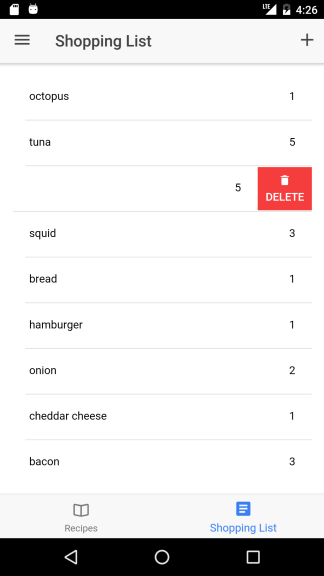 LTE 4:26
Shopping List
octopus 1
tuna 5
5 DELETE
squid 3
bread 1
hamburger 1
onion 2
cheddar cheese 1
bacon 3
Recipes Shopping List